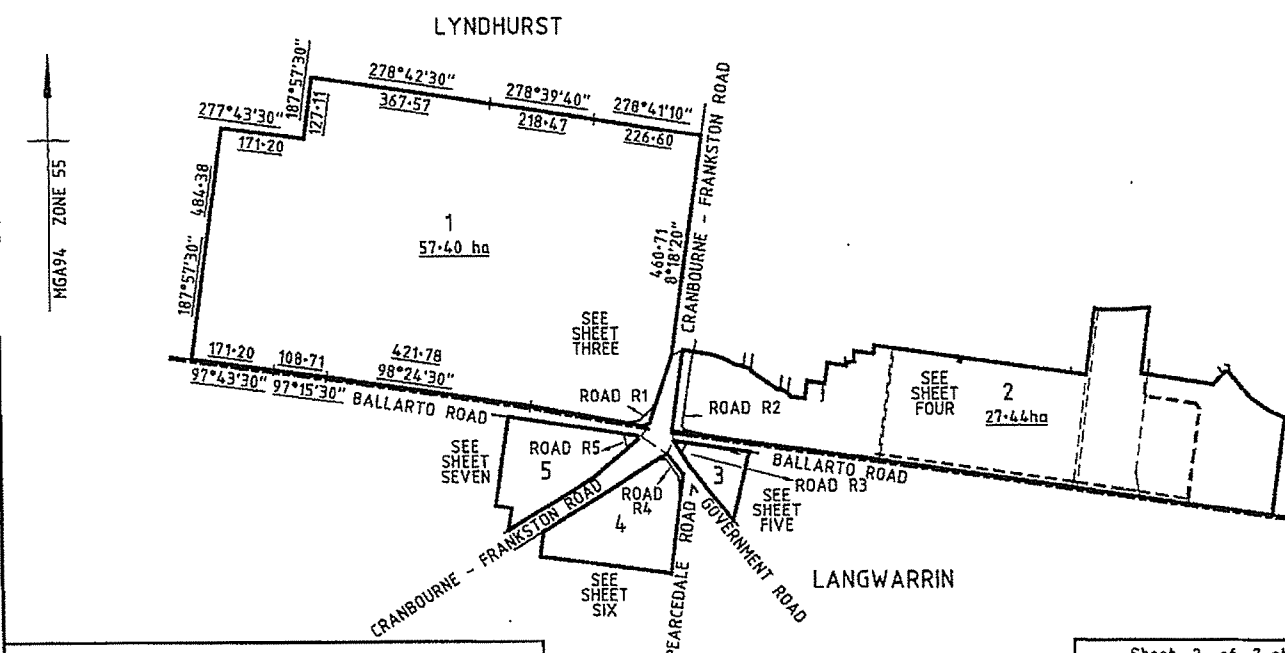 LYNDHURST
MGA94 ZONE 55
277°43'30"
171·20
187°57'30"
127·11
278°42'30"
367·57
278°39'40"
218·47
278°41'10"
226·60
CRANBOURNE - FRANKSTON ROAD
484·38
187°57'30"
1
57·40 ha
460·71
8°18'20"
SEE
SHEET
THREE
171·20
97°43'30"
108·71
97°15'30"
421·78
98°24'30"
BALLARTO ROAD
ROAD R1
ROAD R2
SEE
SHEET
FOUR
2
27·44ha
BALLARTO ROAD
ROAD R3
SEE
SHEET
SEVEN
ROAD R5
5
3
SEE
SHEET
FIVE
ROAD
R4
4
CRANBOURNE - FRANKSTON ROAD
SEE
SHEET
SIX
PEARCEDALE ROAD
GOVERNMENT ROAD
LANGWARRIN
Sheet 2 of 7